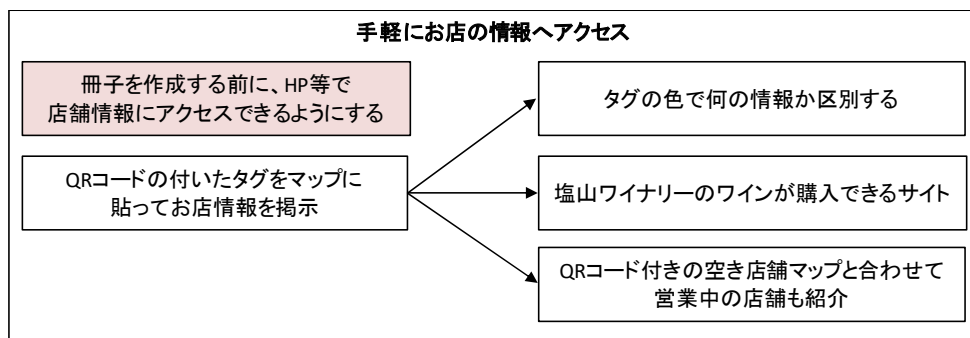 手軽にお店の情報へアクセス
冊子を作成する前に、HP等で
店舗情報にアクセスできるようにする
QRコードの付いたタグをマップに
貼ってお店情報を掲示
タグの色で何の情報か区別する
塩山ワイナリーのワインが購入できるサイト
QRコード付きの空き店舗マップと合わせて
営業中の店舗も紹介